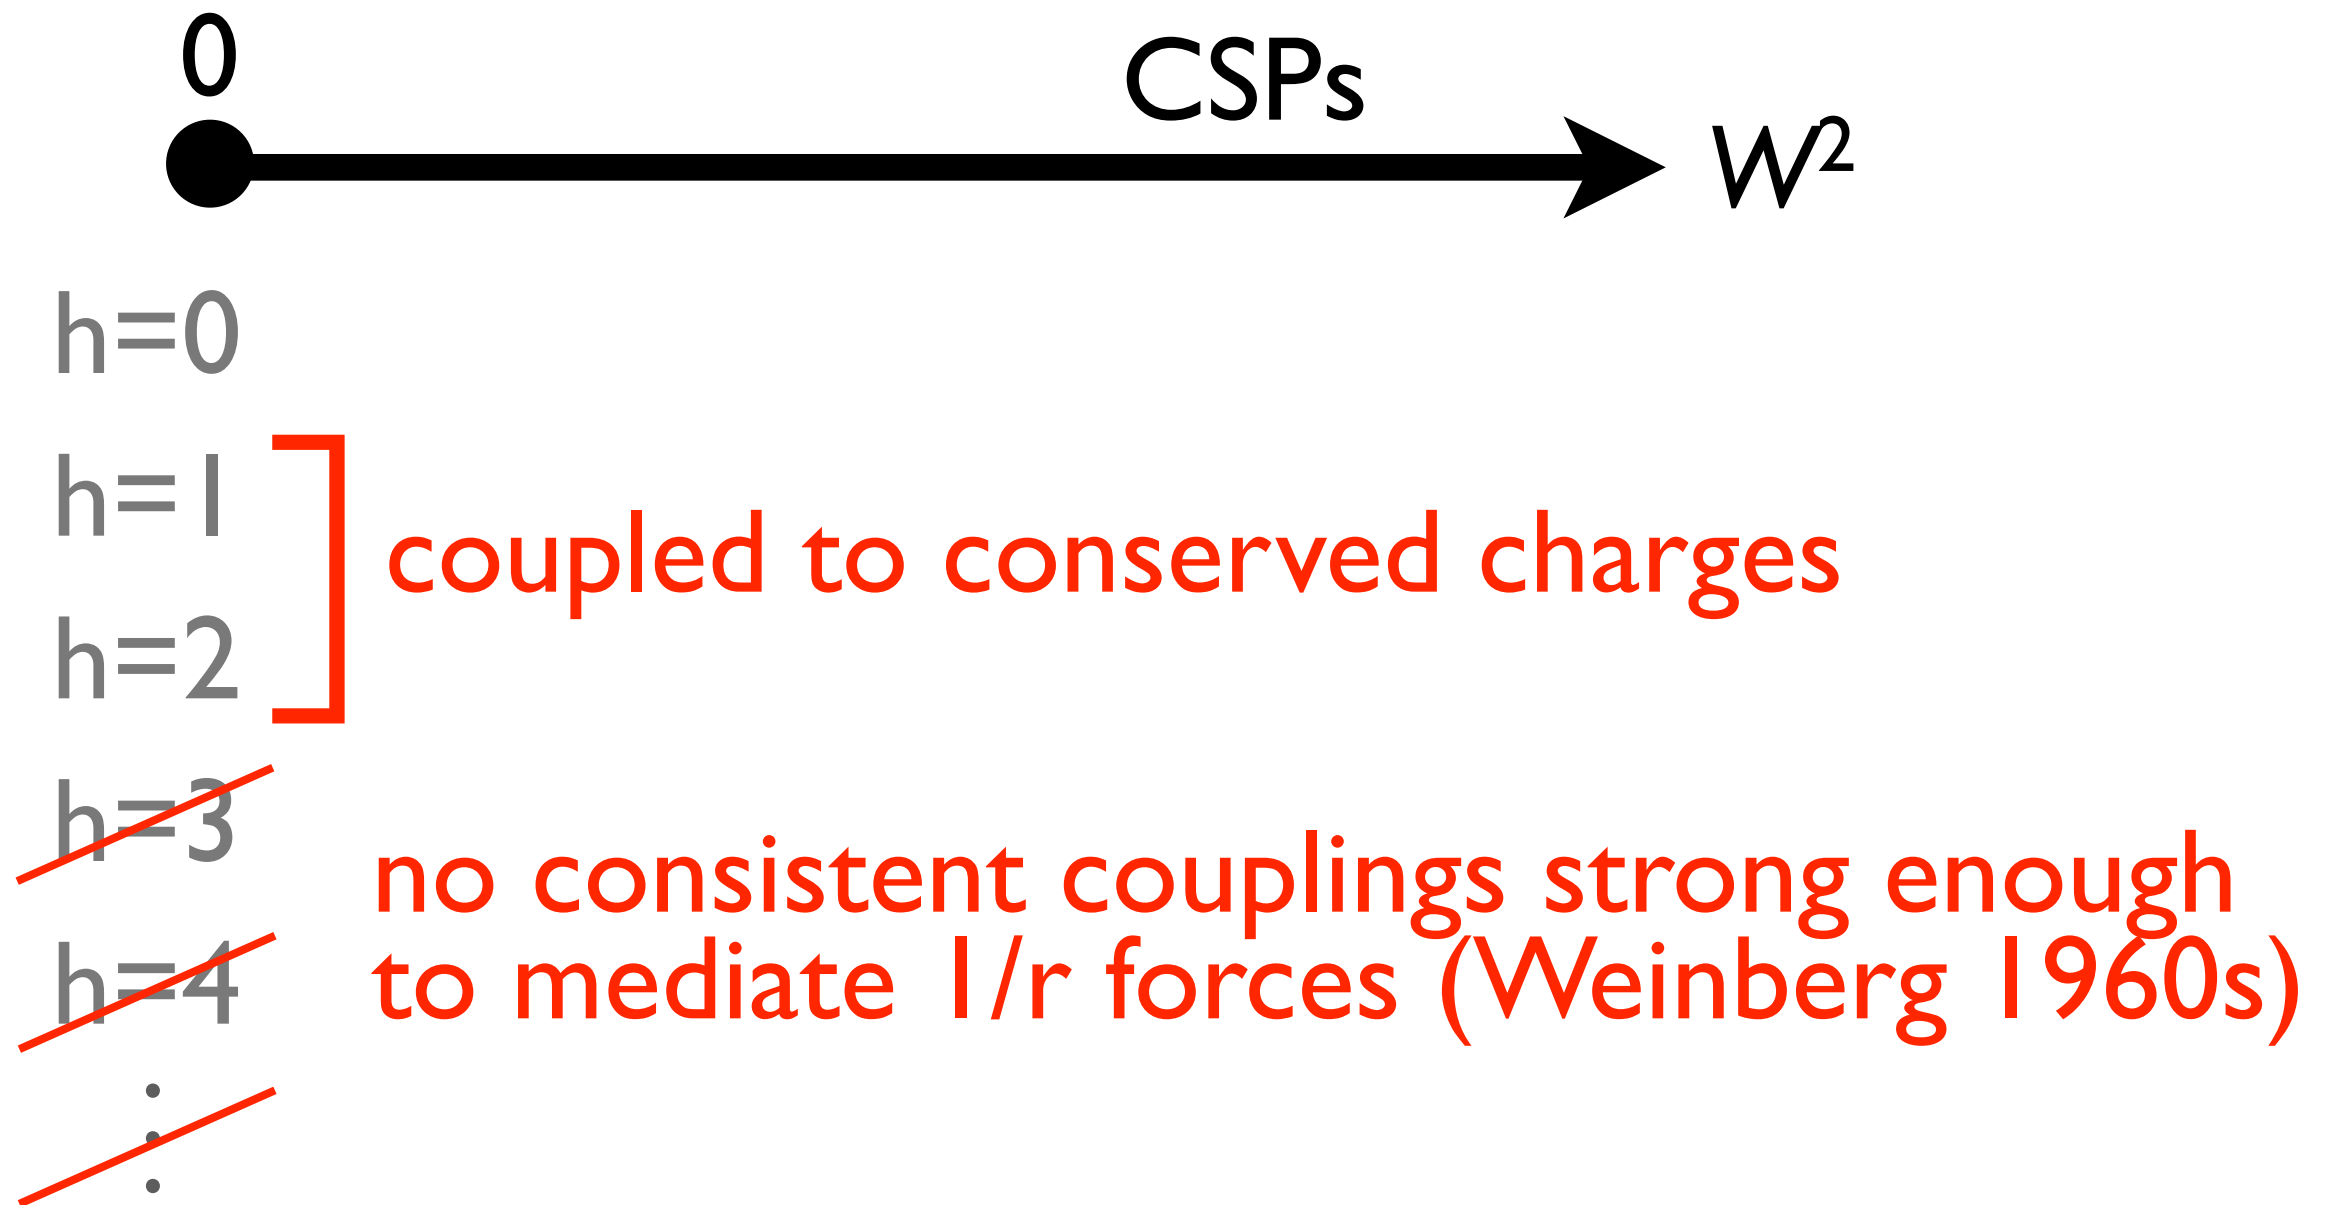 0
CSPs
W²
h=0
h=1
coupled to conserved charges
h=2
h=3
no consistent couplings strong enough
h=4
to mediate 1/r forces (Weinberg 1960s)